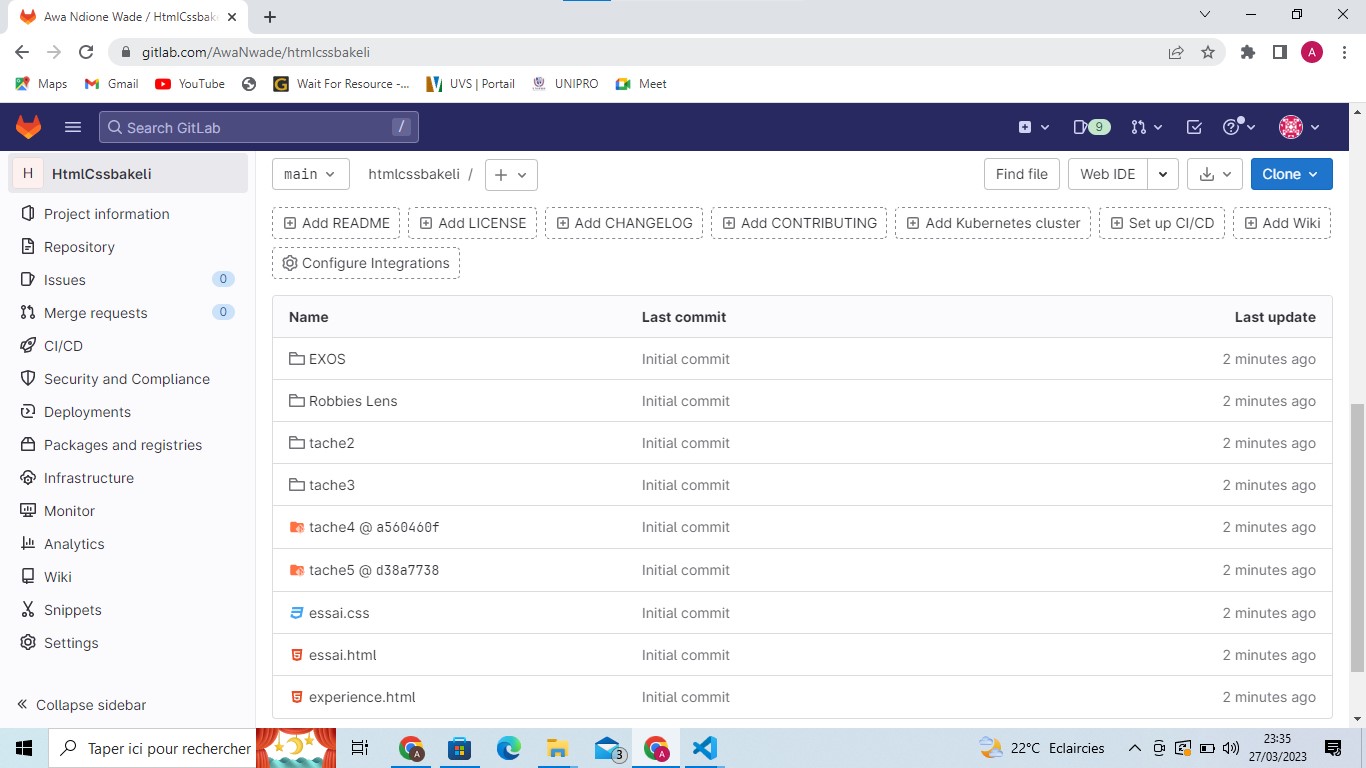 Awa Ndione Wade / HtmlCssbake
gitlab.com/AwaNwade/htmlcssbakeli
A
Maps Gmail YouTube Wait For Resource -... UVS | Portail UNIPRO Meet
Search GitLab / 9
H HtmlCssbakeli
Project information
Repository
Issues 0
Merge requests 0
CI/CD
Security and Compliance
Deployments
Packages and registries
Infrastructure
Monitor
Analytics
Wiki
Snippets
Settings
Collapse sidebar
main htmlcssbakeli / + Find file Web IDE Clone
Add README Add LICENSE Add CHANGELOG Add CONTRIBUTING Add Kubernetes cluster Set up CI/CD Add Wiki
Configure Integrations
Name Last commit Last update
EXOS Initial commit 2 minutes ago
Robbies Lens Initial commit 2 minutes ago
tache2 Initial commit 2 minutes ago
tache3 Initial commit 2 minutes ago
tache4 @ a560460f Initial commit 2 minutes ago
tache5 @ d38a7738 Initial commit 2 minutes ago
essai.css Initial commit 2 minutes ago
essai.html Initial commit 2 minutes ago
experience.html Initial commit 2 minutes ago
Taper ici pour rechercher A 3 A 22°C Eclaircies 23:35
27/03/2023